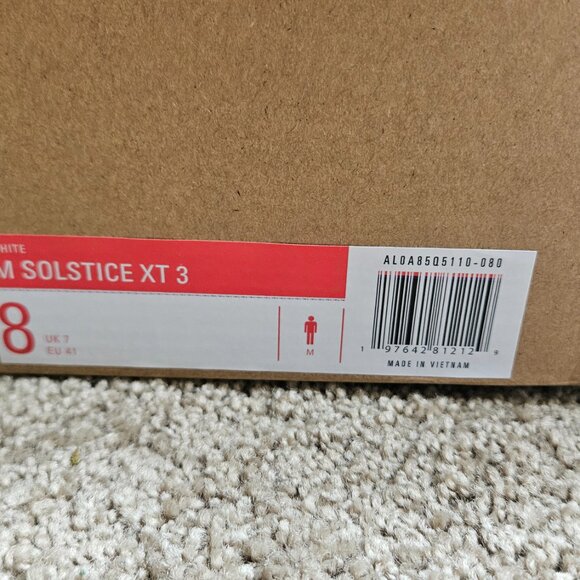 HITE
M SOLSTICE XT 3
8
UK 7
EU 41
M
AL0A85Q5110-080
1 97642 81212 9
MADE IN VIETNAM